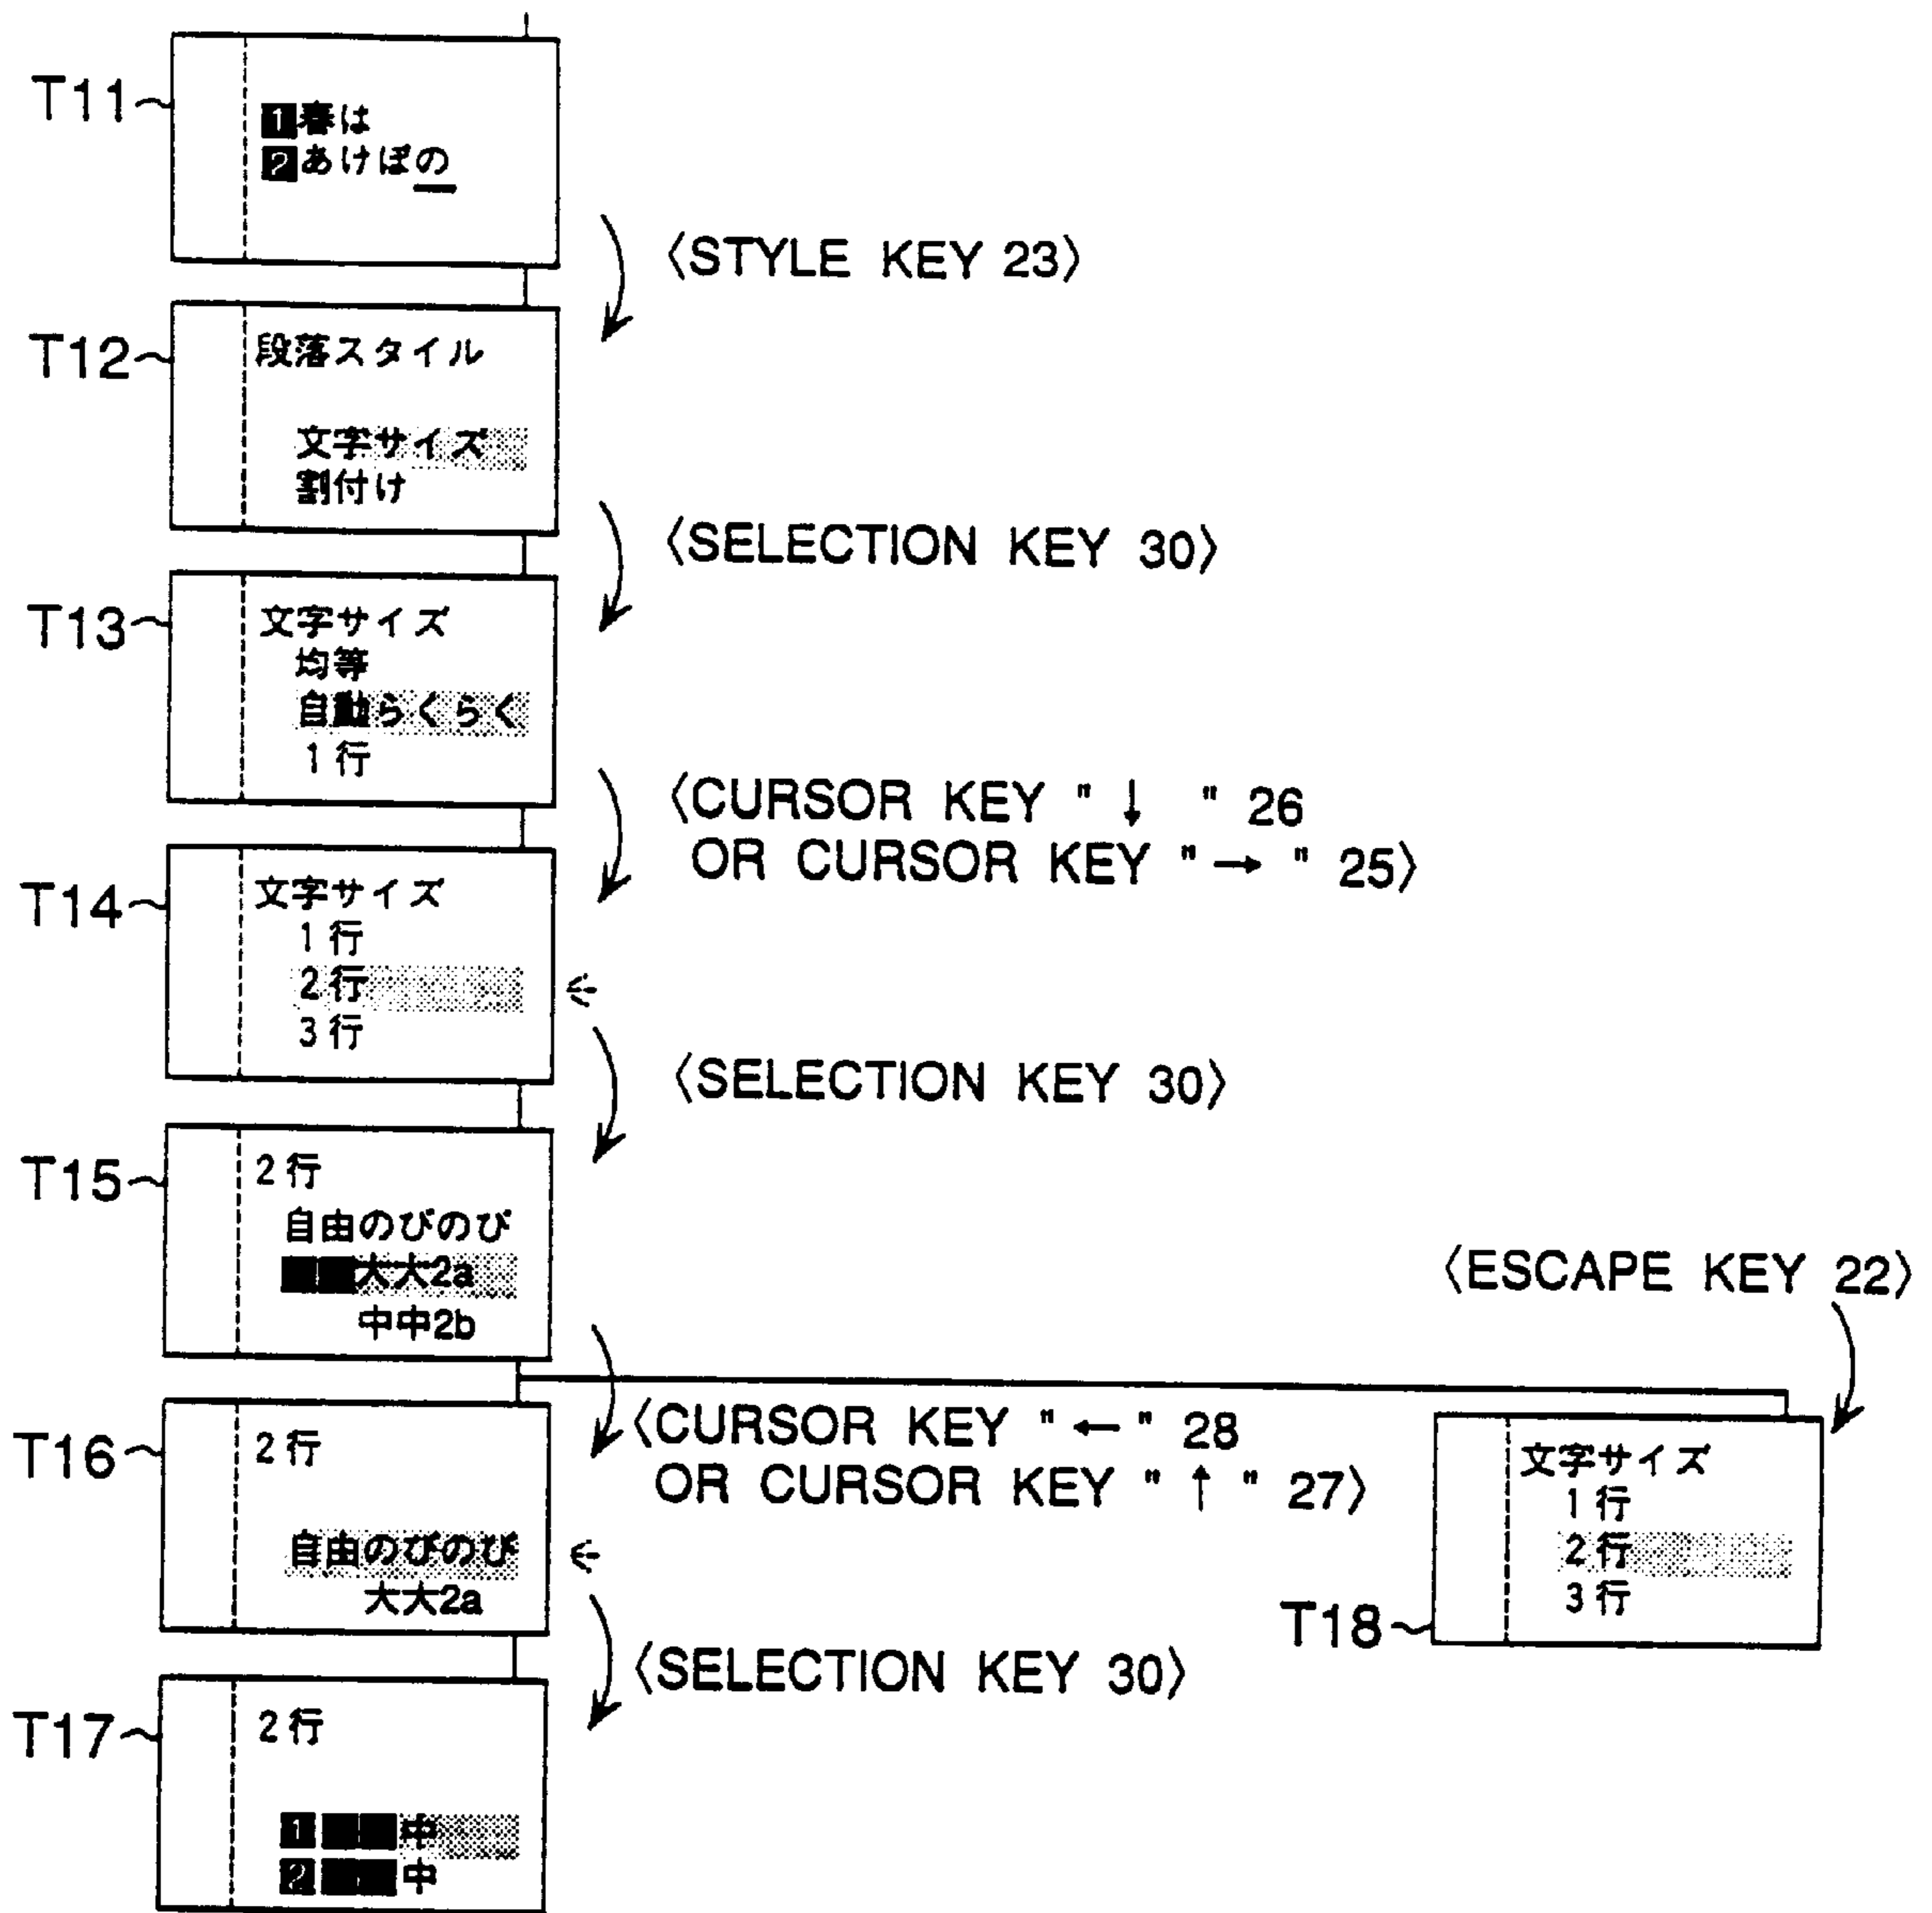 T11
1春は
2あけぼの
〈STYLE KEY 23〉
T12
段落スタイル
文字サイズ
割付け
〈SELECTION KEY 30〉
T13
文字サイズ
均等
自動らくらく
1行
〈CURSOR KEY "↓" 26
OR CURSOR KEY "→" 25〉
T14
文字サイズ
1行
2行
3行
〈SELECTION KEY 30〉
T15
2行
自由のびのび
大大2a
中中2b
〈ESCAPE KEY 22〉
T16
2行
自由のびのび
大大2a
〈CURSOR KEY "←" 28
OR CURSOR KEY "↑" 27〉
T18
文字サイズ
1行
2行
3行
〈SELECTION KEY 30〉
T17
2行
1 中
2 中